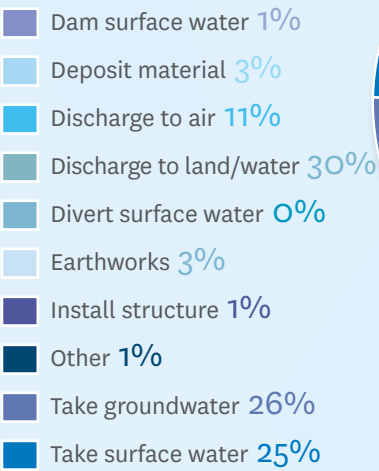 Dam surface water 1%
Deposit material 3%
Discharge to air 11%
Discharge to land/water 30%
Divert surface water 0%
Earthworks 3%
Install structure 1%
Other 1%
Take groundwater 26%
Take surface water 25%